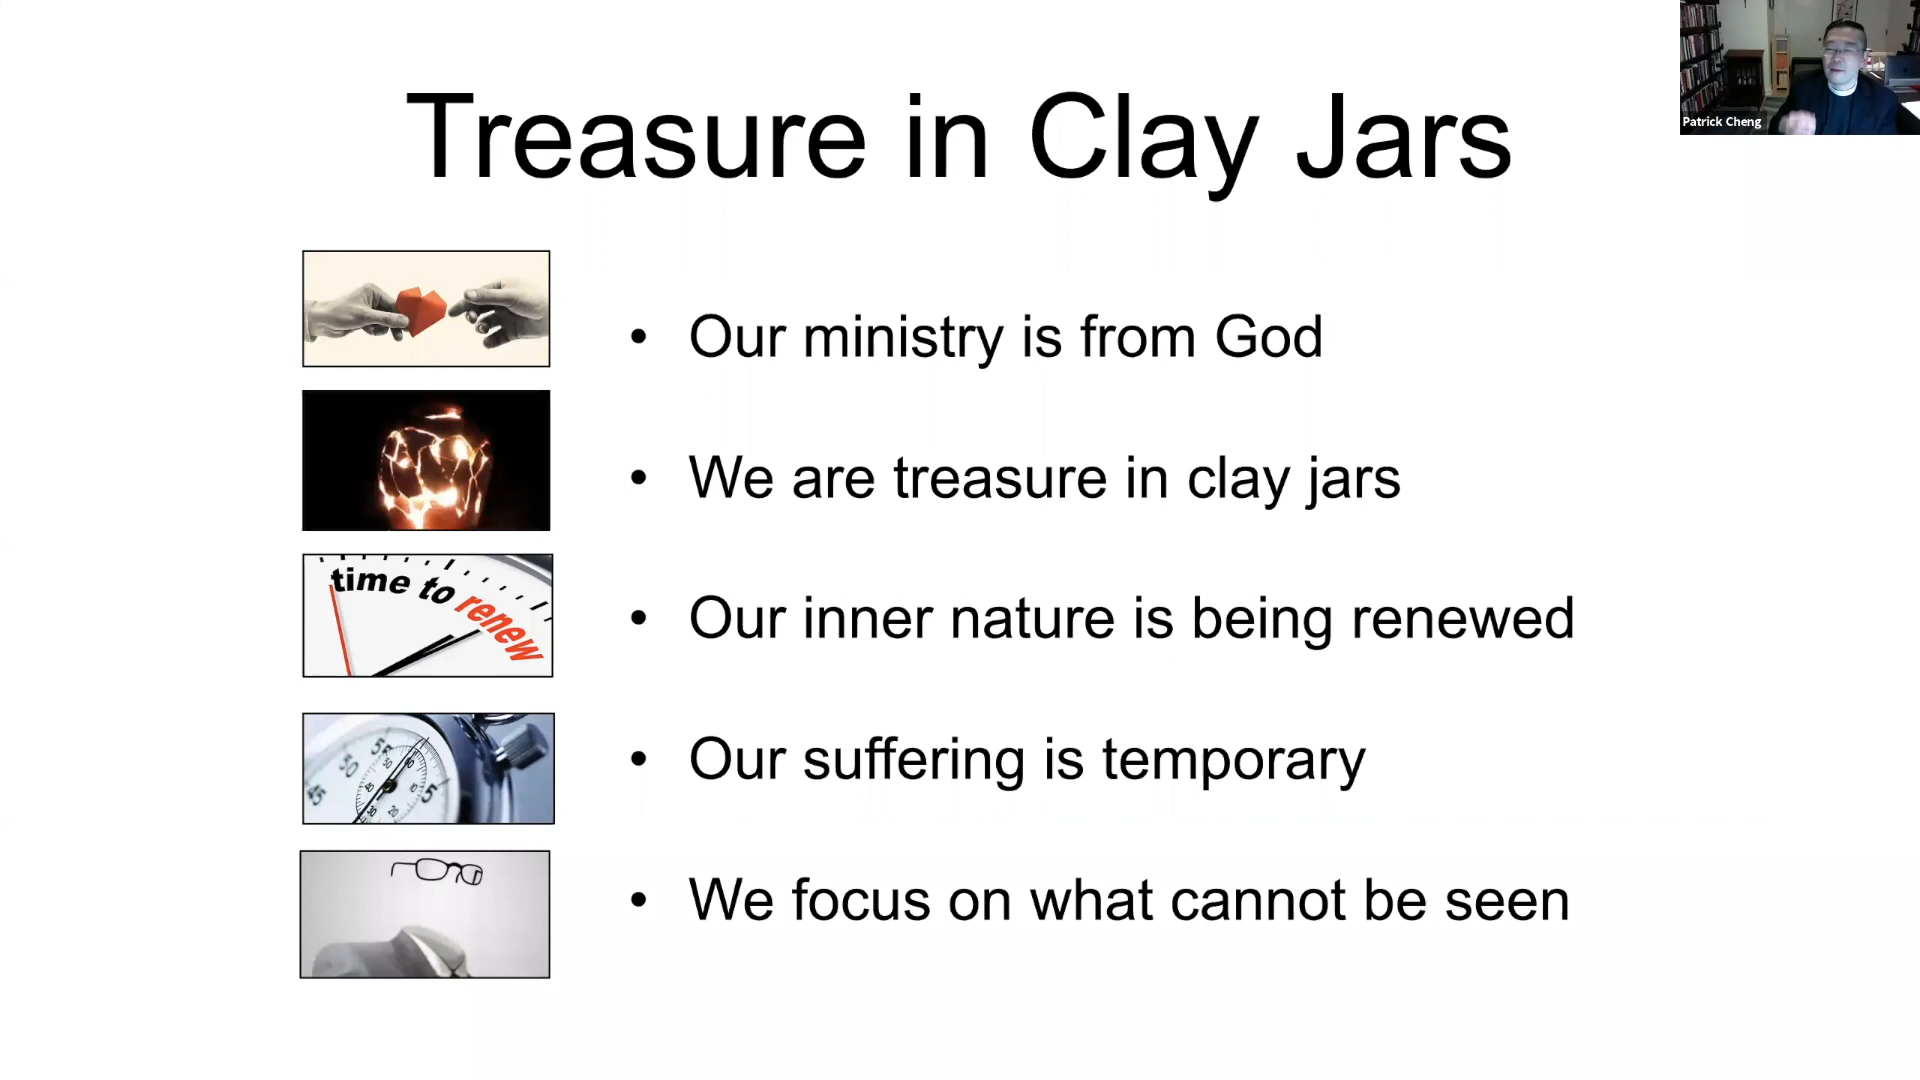 Treasure in Clay Jars
Patrick Cheng
• Our ministry is from God
• We are treasure in clay jars
time to renew
• Our inner nature is being renewed
• Our suffering is temporary
• We focus on what cannot be seen